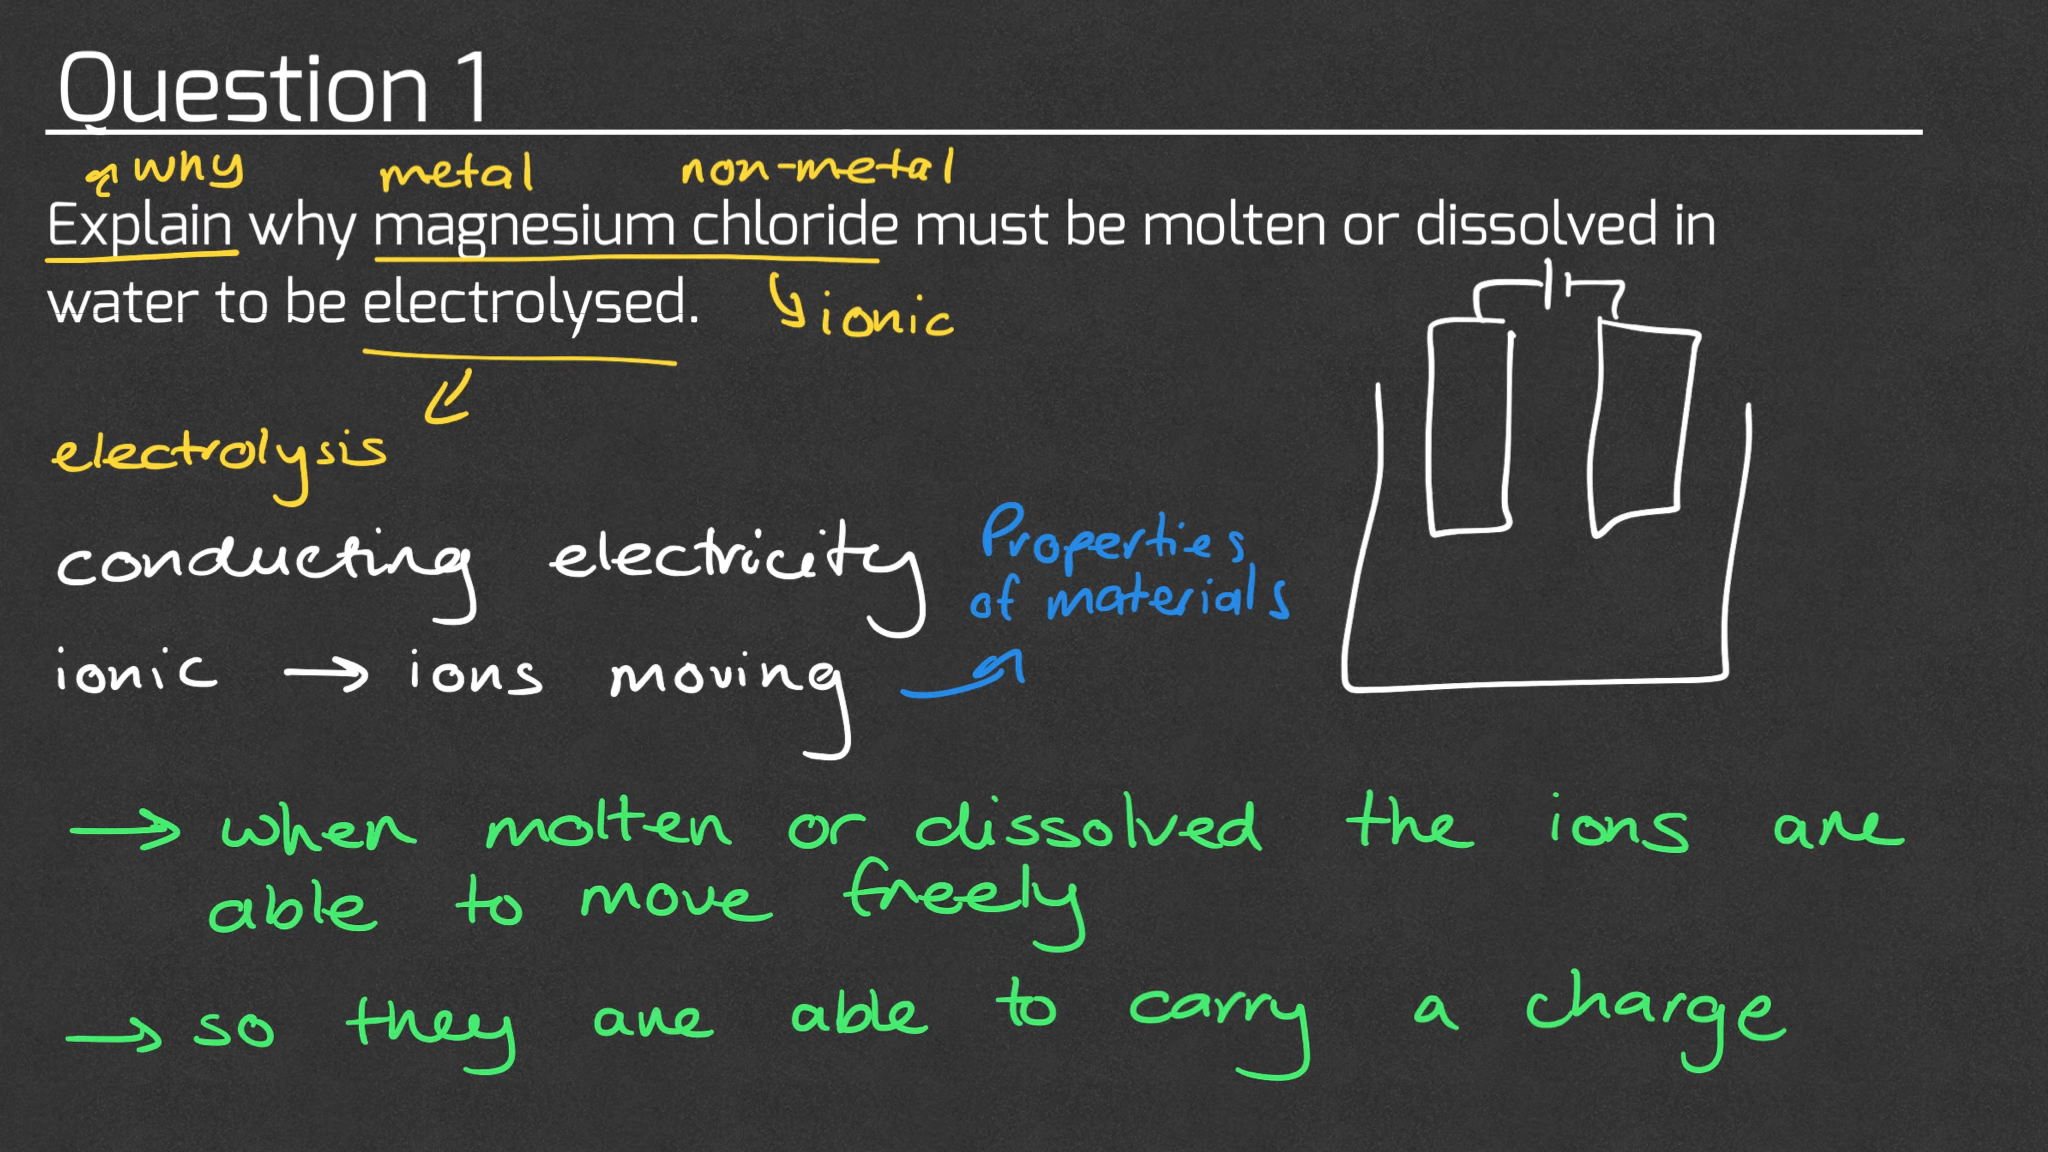 Question 1
why metal non-metal
Explain why magnesium chloride must be molten or dissolved in
water to be electrolysed.
ionic
electrolysis
conducting electricity
Properties
of materials
ionic → ions moving
→ when molten or dissolved the ions are
able to move freely
→ so they are able to carry a charge